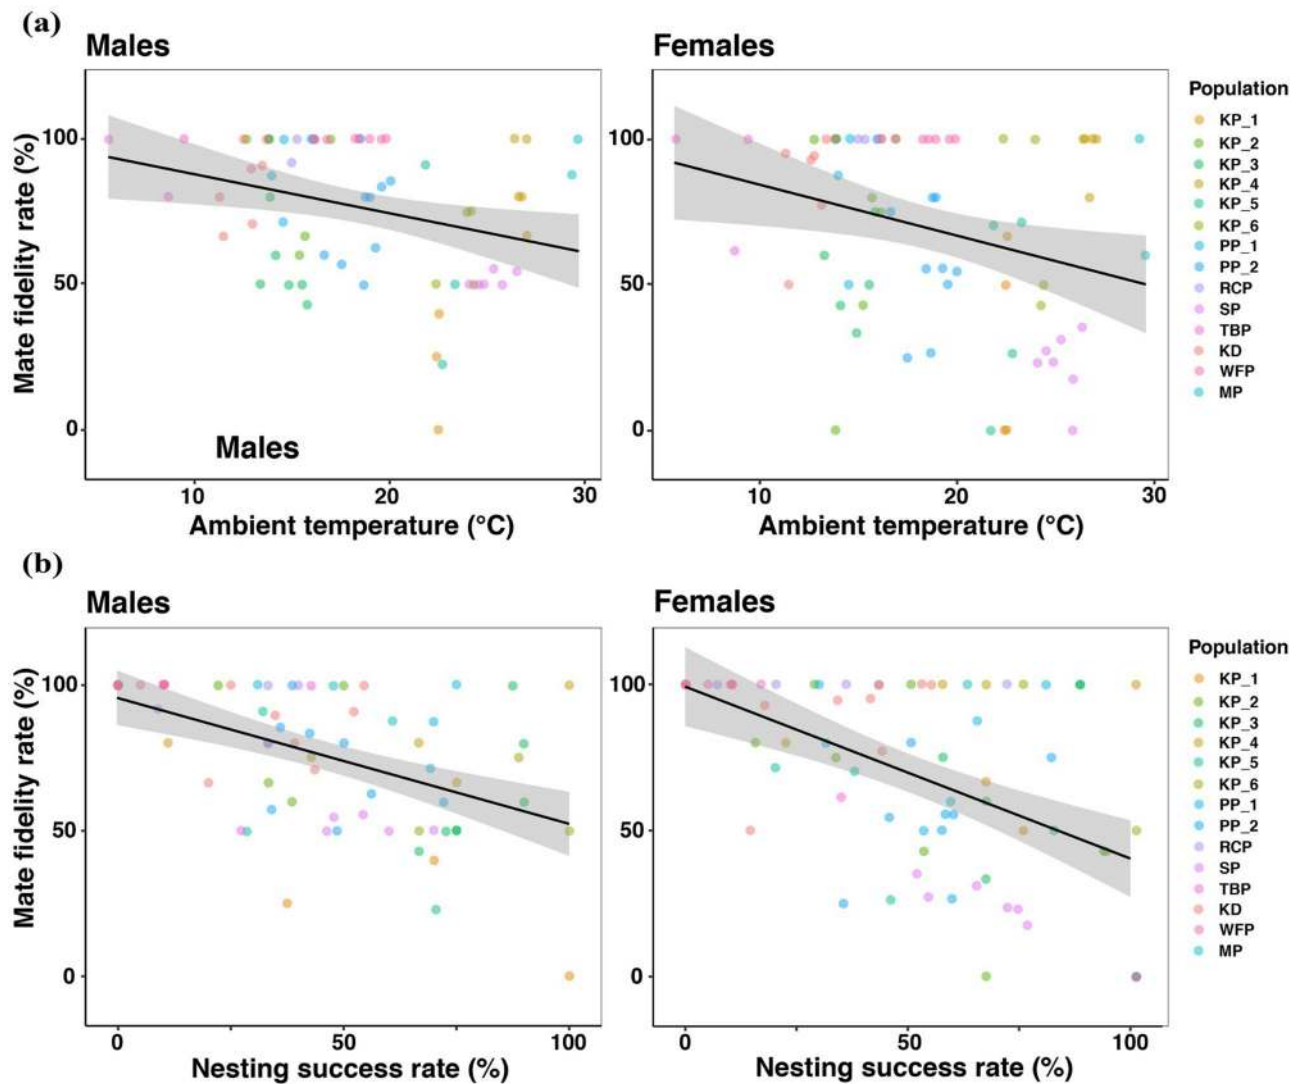 (a)
Males
Females
Mate fidelity rate (%)
100
50
0
Males
10
20
30
Ambient temperature (°C)
100
50
0
10
20
30
Ambient temperature (°C)
Population
KP_1
KP_2
KP_3
KP_4
KP_5
KP_6
PP_1
PP_2
RCP
SP
TBP
KD
WFP
MP
(b)
Males
Females
Mate fidelity rate (%)
100
50
0
0
50
100
Nesting success rate (%)
100
50
0
0
50
100
Nesting success rate (%)
Population
KP_1
KP_2
KP_3
KP_4
KP_5
KP_6
PP_1
PP_2
RCP
SP
TBP
KD
WFP
MP